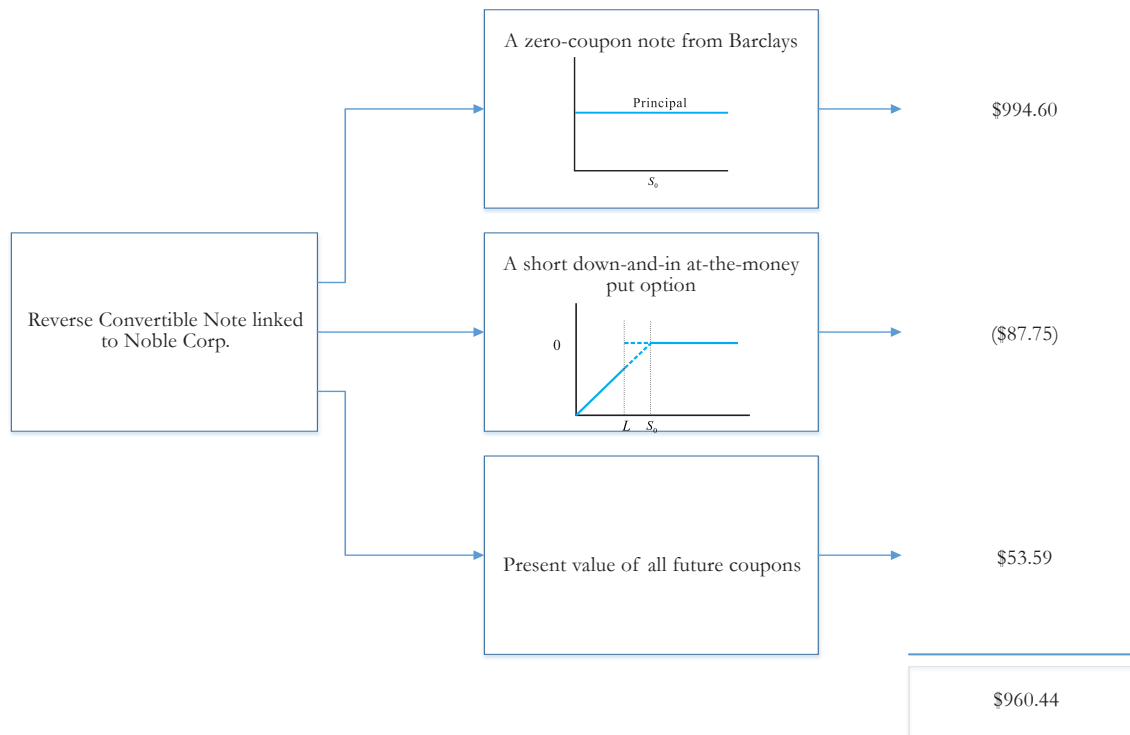 A zero-coupon note from Barclays
Principal
S₀
$994.60
Reverse Convertible Note linked
to Noble Corp.
A short down-and-in at-the-money
put option
0
L S₀
($87.75)
Present value of all future coupons
$53.59
$960.44